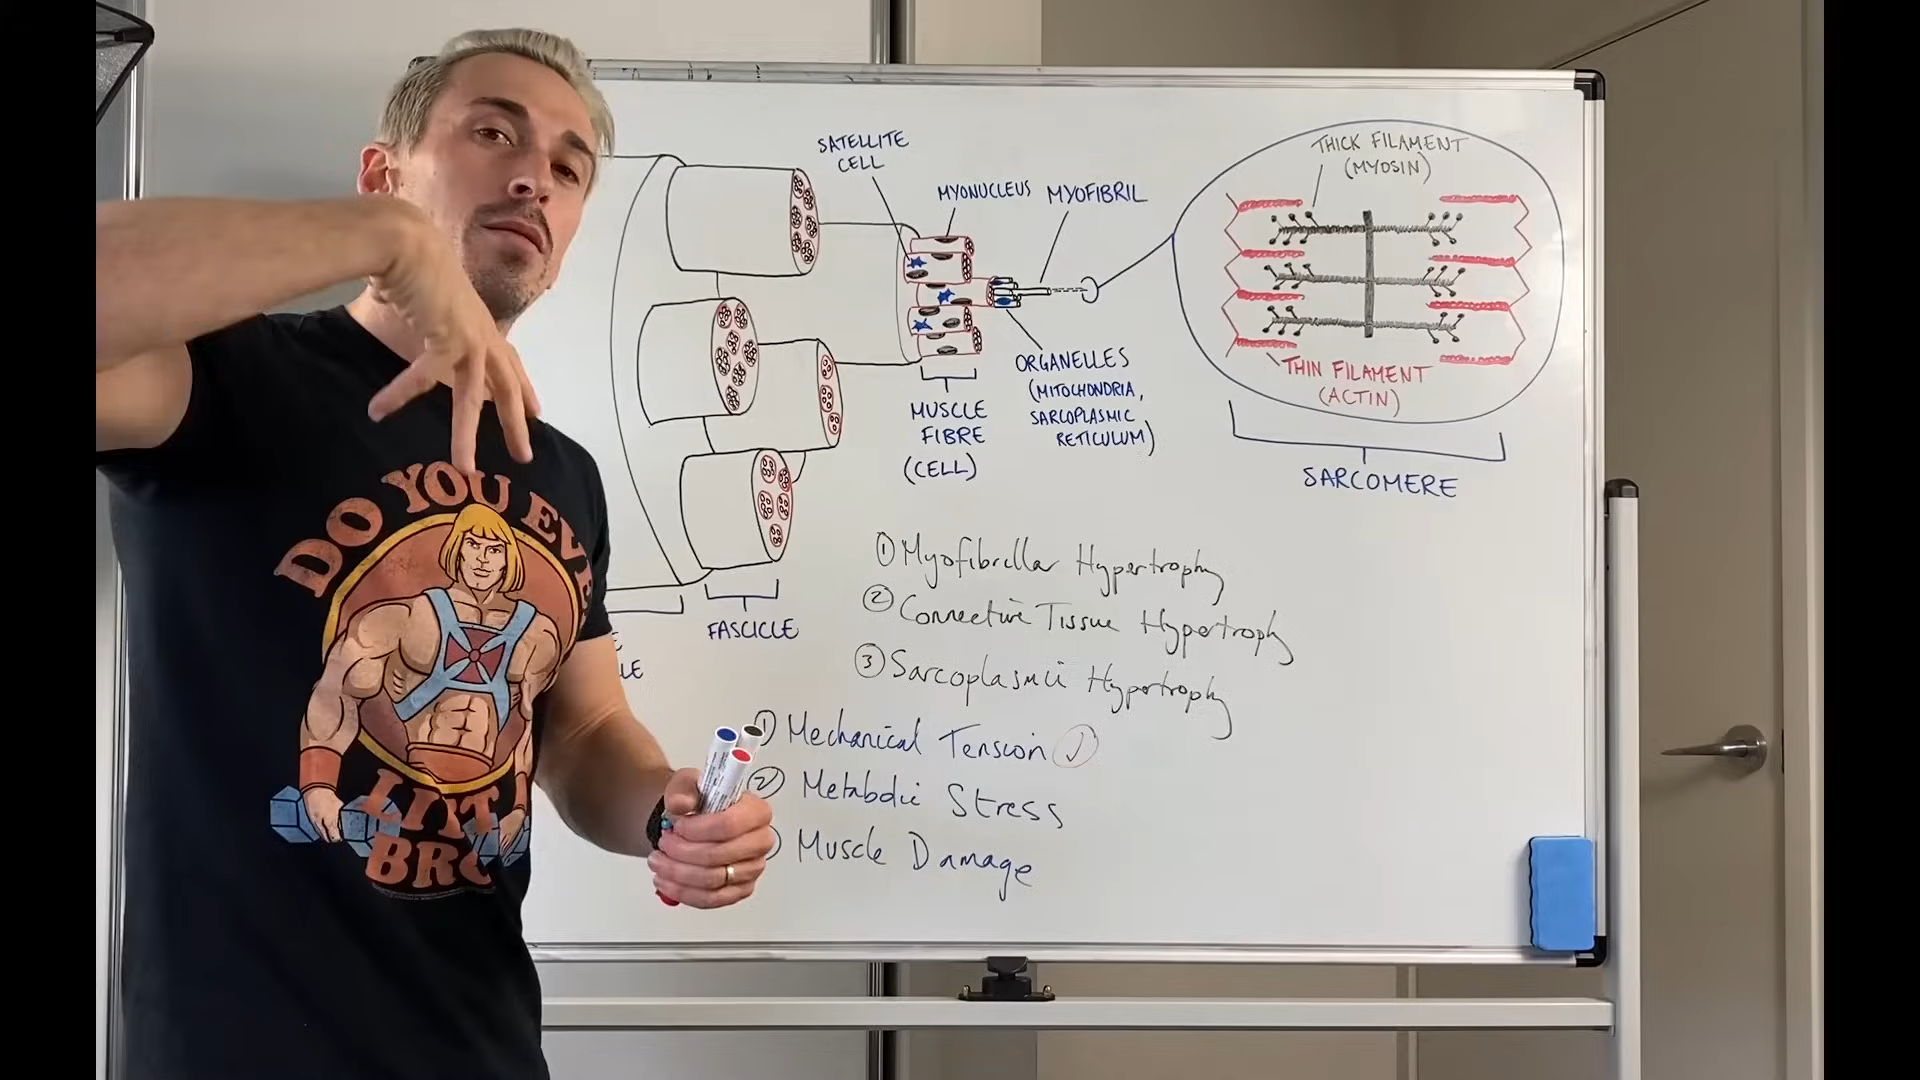 SATELLITE
CELL
MYONUCLEUS
MYOFIBRIL
THICK FILAMENT
(MYOSIN)
THIN FILAMENT
(ACTIN)
ORGANELLES
(MITOCHONDRIA,
SARCOPLASMIC
RETICULUM)
MUSCLE
FIBRE
(CELL)
SARCOMERE
FASCICLE
E
LE
① Myofibrillar Hypertrophy
② Connective Tissue Hypertrophy
③ Sarcoplasmic Hypertrophy
① Mechanical Tension
② Metabolic Stress
Muscle Damage
DO YOU EVE
LIFT
BRO